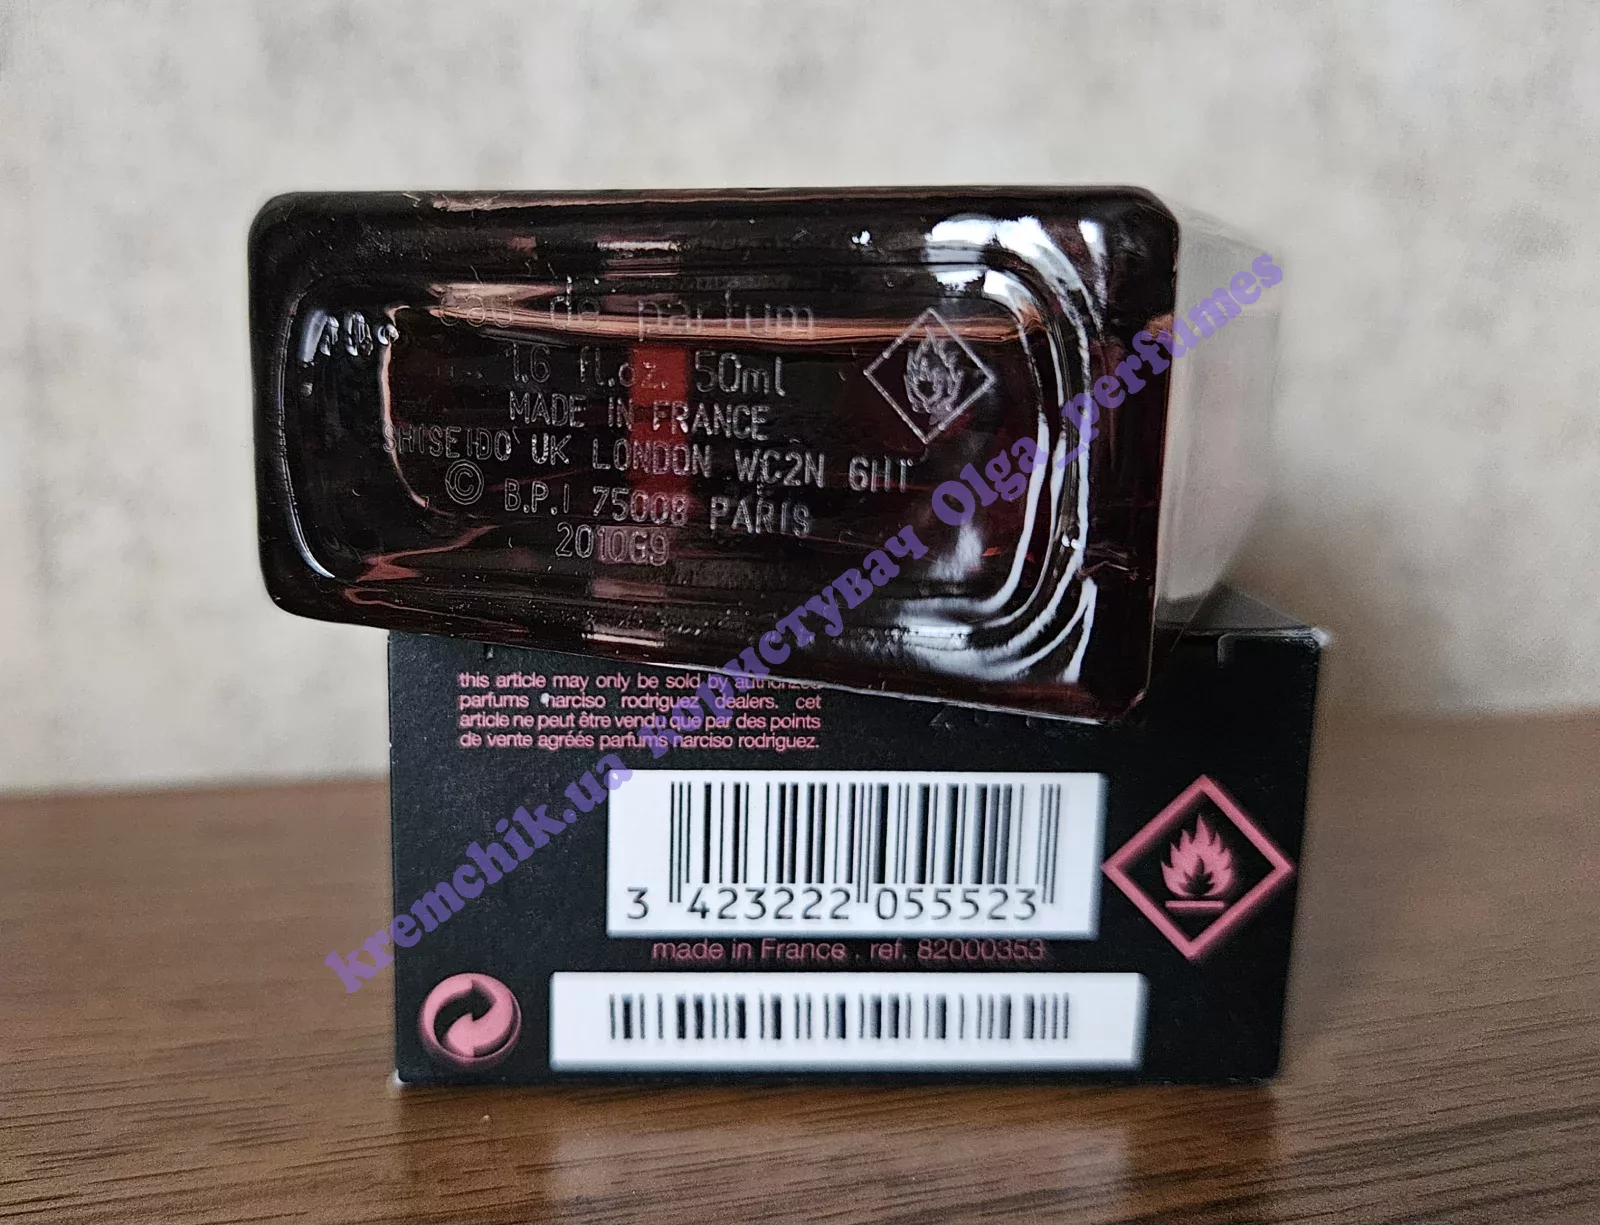 eau de parfum
1.6 fl.oz. 50ml
MADE IN FRANCE
SHISEIDO UK LONDON WC2N 6HT
© B.P.I 75008 PARIS
2010G9
this article may only be sold by authorized
parfums narciso rodriguez dealers. cet
article ne peut être vendu que par des points
de vente agréés parfums narciso rodriguez.
3 423222 055523
made in France . ref. 82000353
kremchik.ua користувач Olga_perfumes